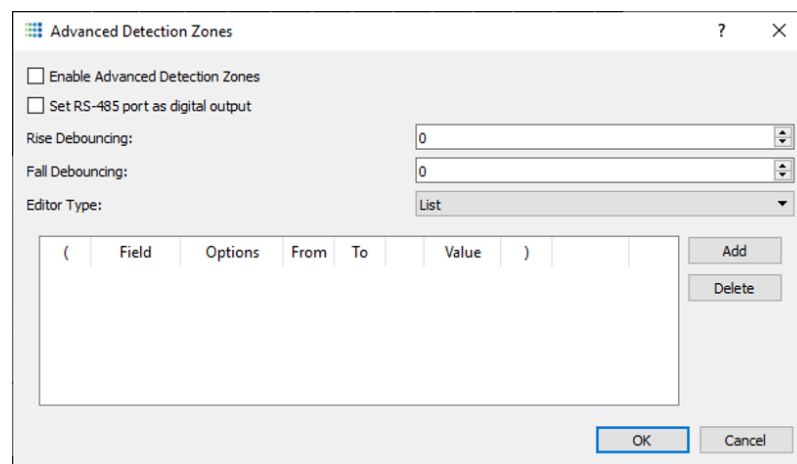 Advanced Detection Zones ?
Enable Advanced Detection Zones
Set RS-485 port as digital output
Rise Debouncing: 0
Fall Debouncing: 0
Editor Type: List
( Field Options From To Value ) Add
Delete
OK Cancel